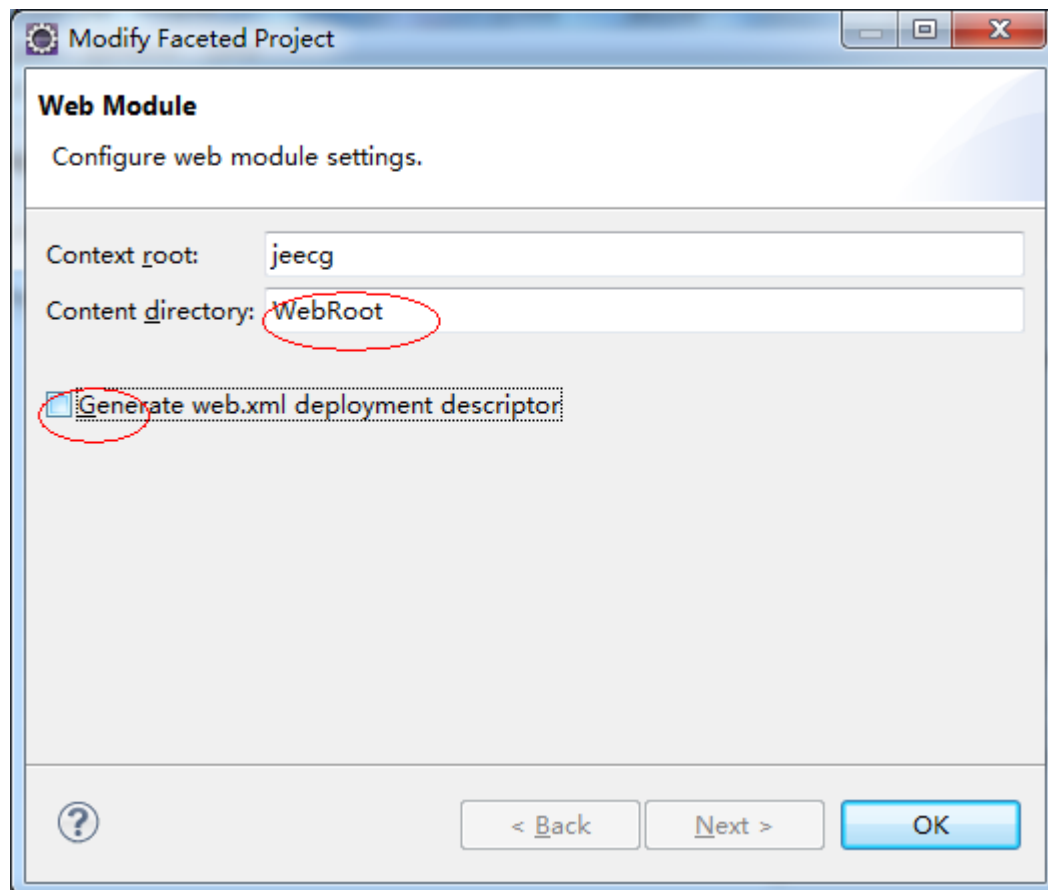 Modify Faceted Project
Web Module
Configure web module settings.
Context root: jeecg
Content directory: WebRoot
Generate web.xml deployment descriptor
? < Back Next > OK